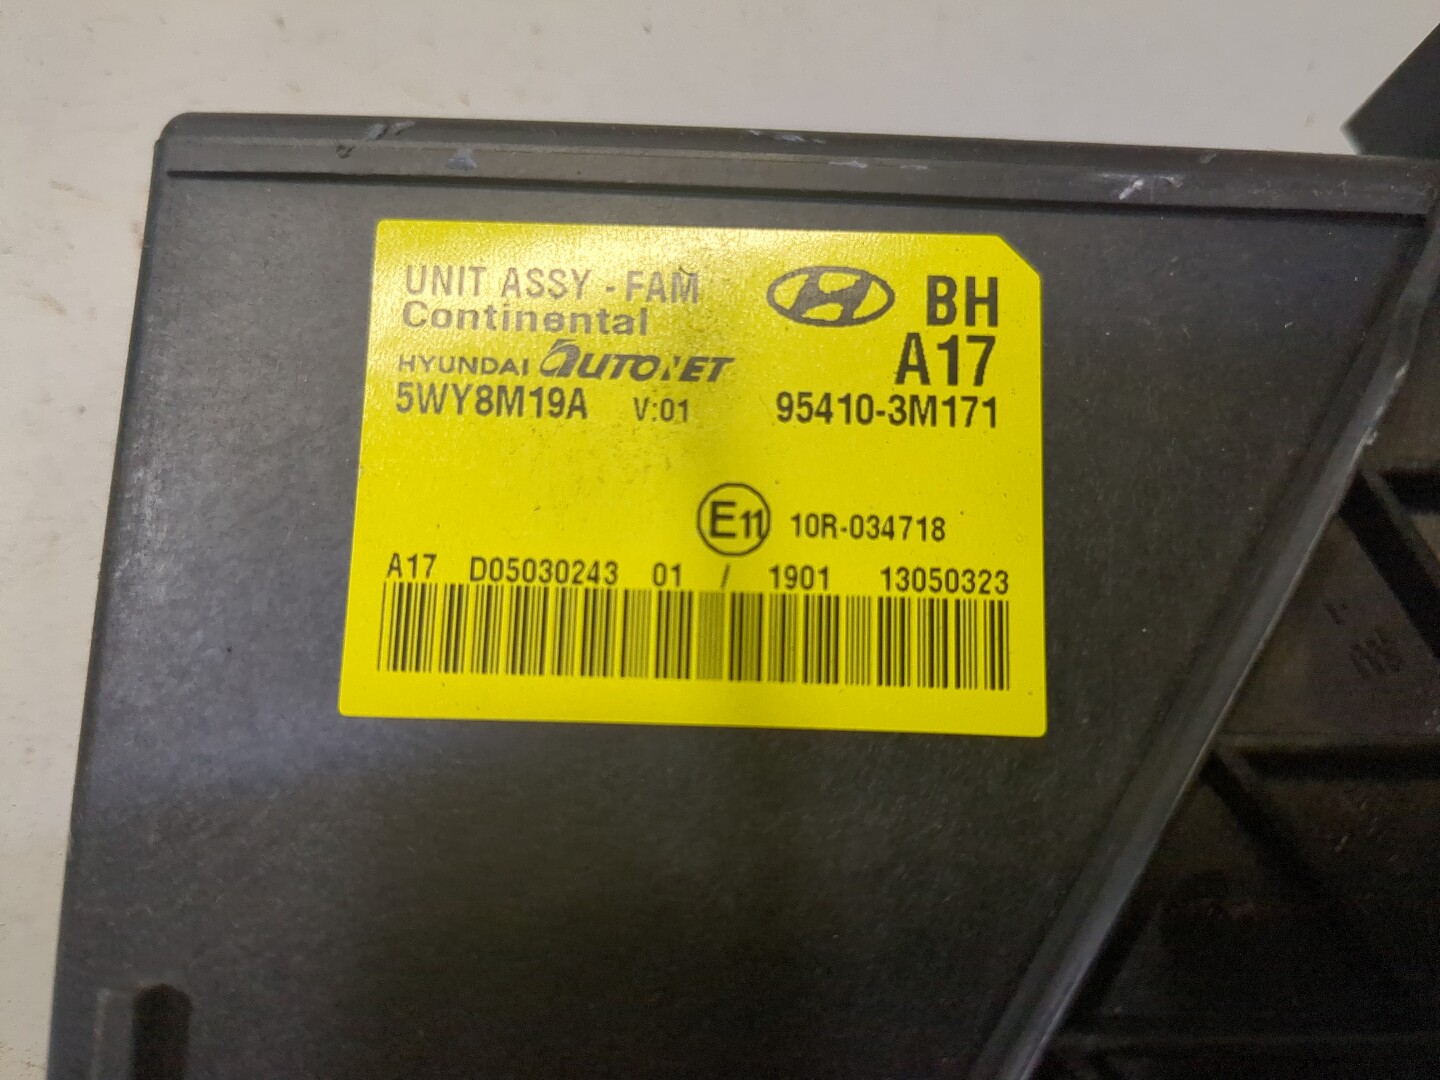 UNIT ASSY - FAM
Continental
HYUNDAI AUTONET
5WY8M19A V:01
BH
A17
95410-3M171
E11 10R-034718
A17 D05030243 01 / 1901 13050323